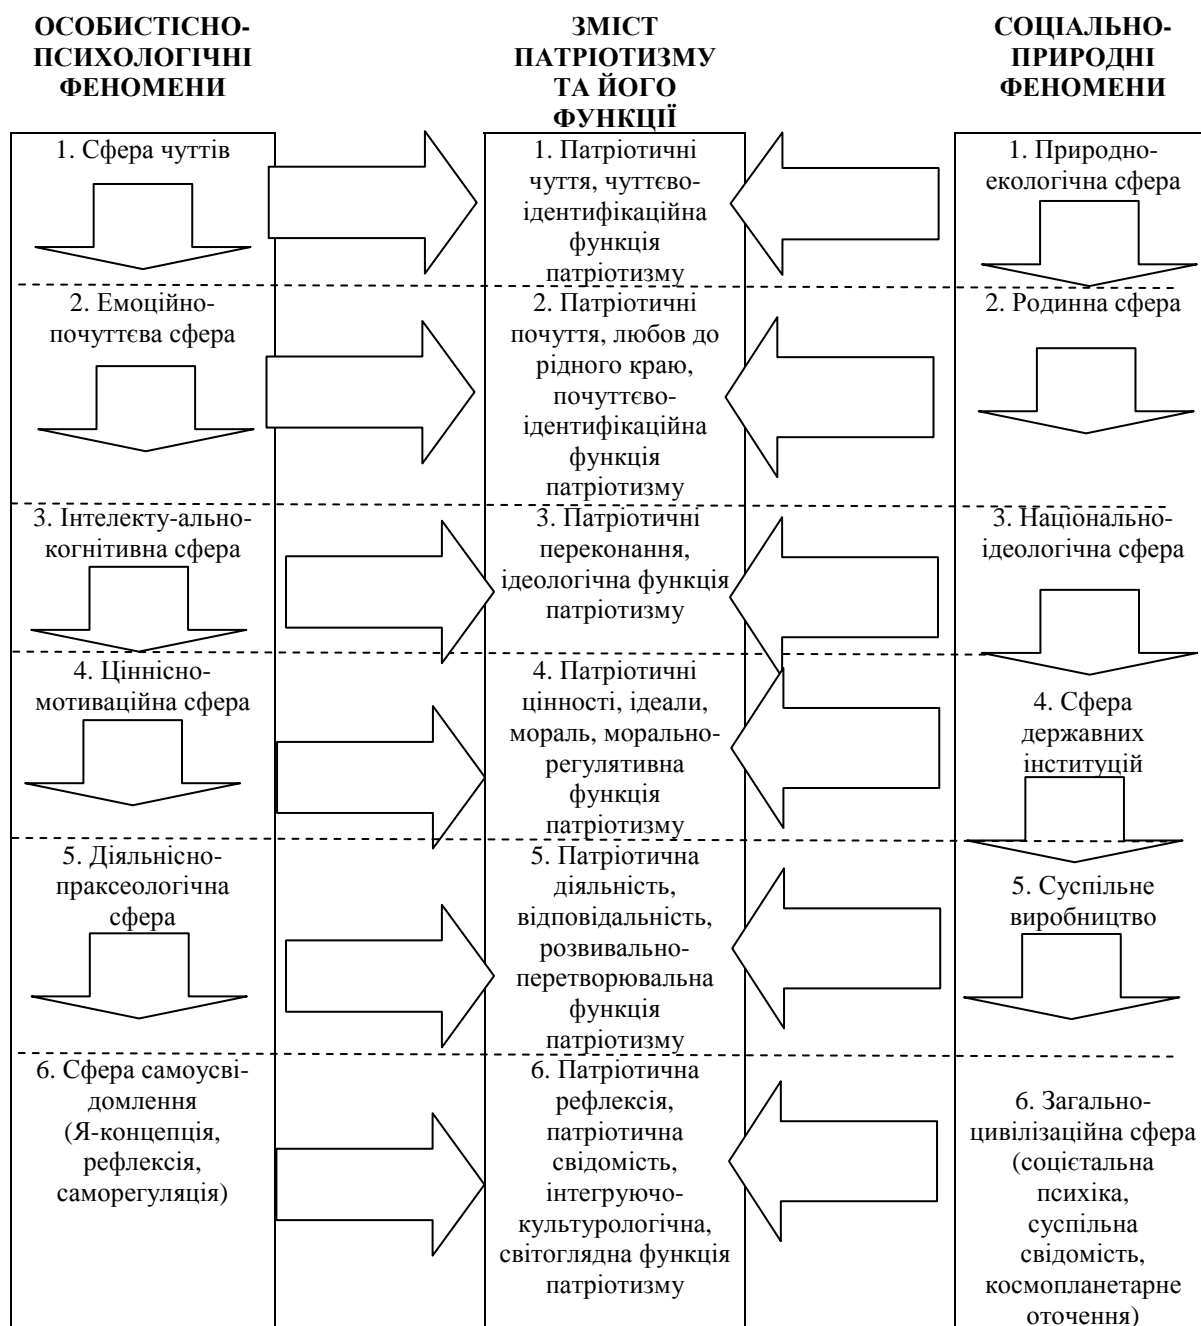 ОСОБИСТІСНО-
ПСИХОЛОГІЧНІ
ФЕНОМЕНИ
ЗМІСТ
ПАТРІОТИЗМУ
ТА ЙОГО
ФУНКЦІЇ
СОЦІАЛЬНО-
ПРИРОДНІ
ФЕНОМЕНИ
1. Сфера чуттів
1. Патріотичні
чуття, чуттєво-
ідентифікаційна
функція
патріотизму
1. Природно-
екологічна сфера
2. Емоційно-
почуттєва сфера
2. Патріотичні
почуття, любов до
рідного краю,
почуттєво-
ідентифікаційна
функція
патріотизму
2. Родинна сфера
3. Інтелекту-ально-
когнітивна сфера
3. Патріотичні
переконання,
ідеологічна функція
патріотизму
3. Національно-
ідеологічна сфера
4. Ціннісно-
мотиваційна сфера
4. Патріотичні
цінності, ідеали,
мораль, морально-
регулятивна
функція
патріотизму
4. Сфера
державних
інституцій
5. Діяльнісно-
праксеологічна
сфера
5. Патріотична
діяльність,
відповідальність,
розвивально-
перетворювальна
функція
патріотизму
5. Суспільне
виробництво
6. Сфера самоусві-
домлення
(Я-концепція,
рефлексія,
саморегуляція)
6. Патріотична
рефлексія,
патріотична
свідомість,
інтегруючо-
культурологічна,
світоглядна функція
патріотизму
6. Загально-
цивілізаційна сфера
(соцієтальна
психіка,
суспільна
свідомість,
космопланетарне
оточення)